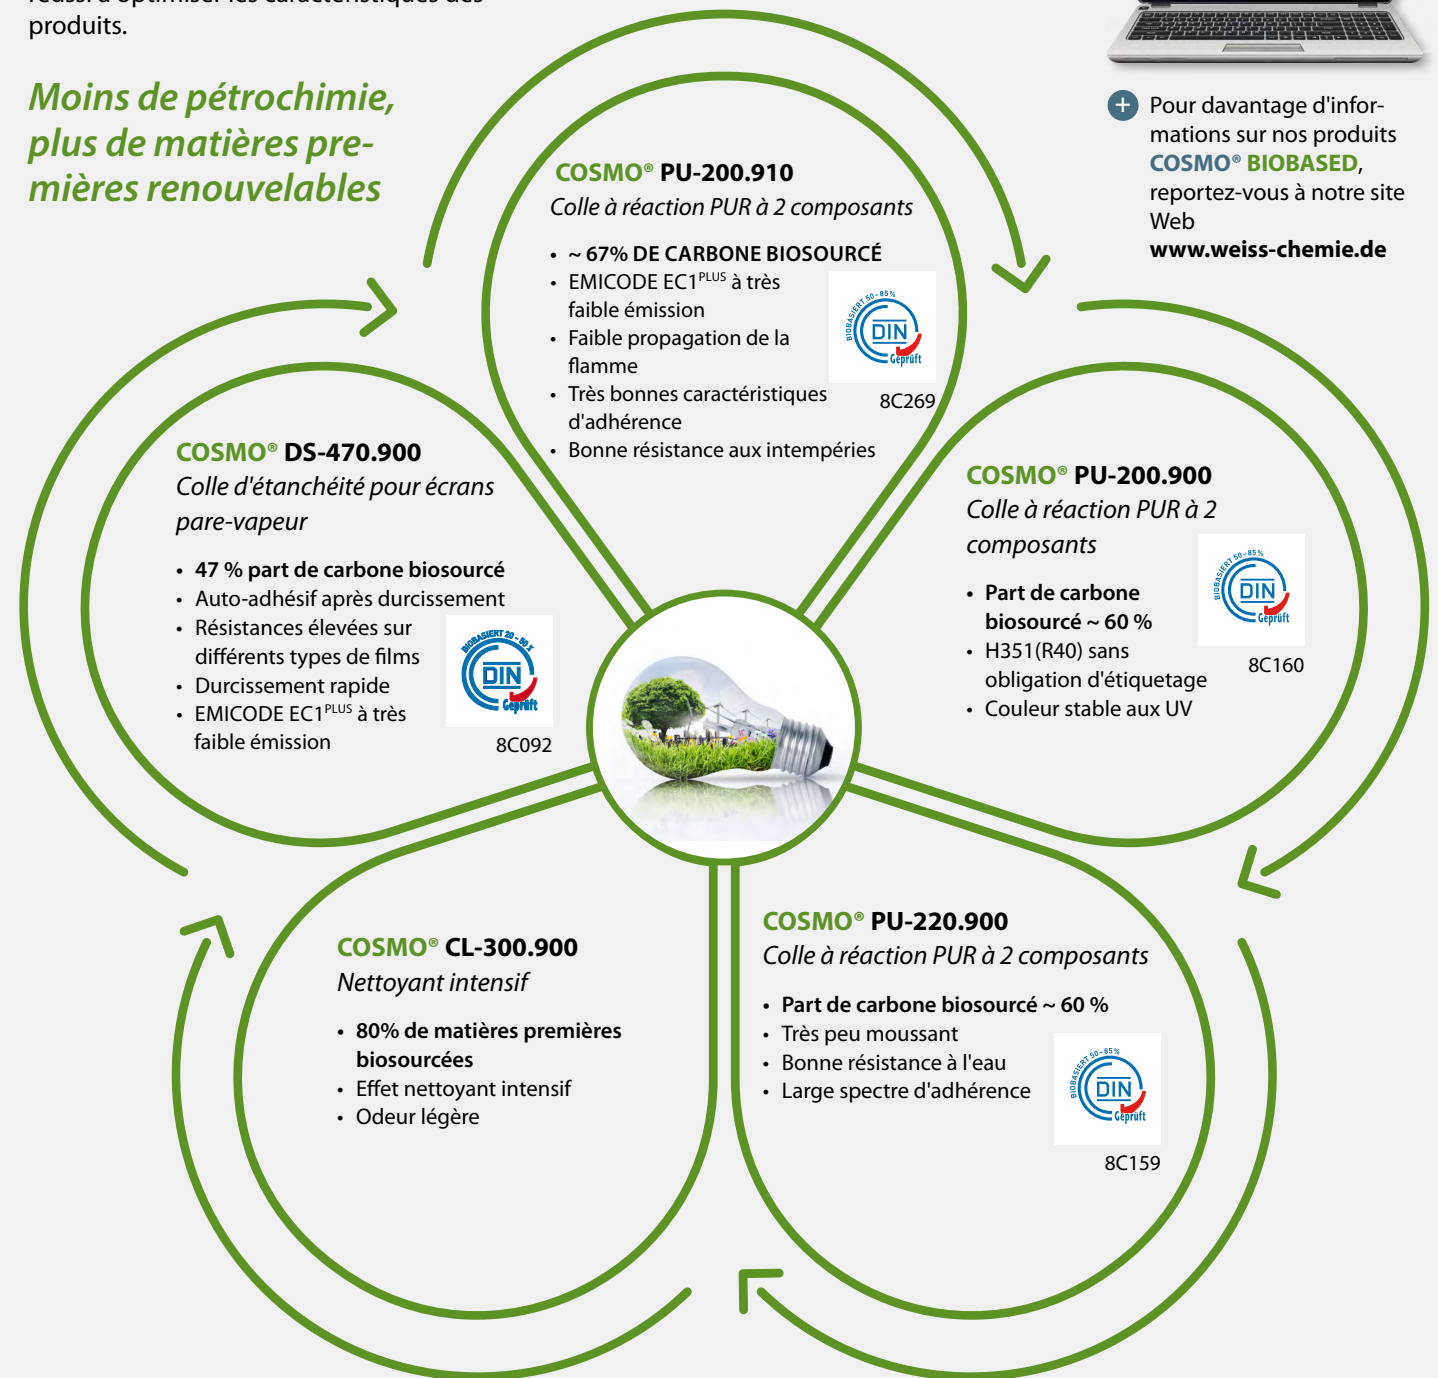 réussi à optimiser les caractéristiques des
produits.
Moins de pétrochimie,
plus de matières pre-
mières renouvelables
+ Pour davantage d'infor-
mations sur nos produits
COSMO® BIOBASED,
reportez-vous à notre site
Web
www.weiss-chemie.de
COSMO® PU-200.910
Colle à réaction PUR à 2 composants
• ~ 67% DE CARBONE BIOSOURCÉ
• EMICODE EC1PLUS à très
faible émission
• Faible propagation de la
flamme
• Très bonnes caractéristiques
d'adhérence
• Bonne résistance aux intempéries
BIOBASIERT 50–85 %
DIN
Geprüft
8C269
COSMO® DS-470.900
Colle d'étanchéité pour écrans
pare-vapeur
• 47 % part de carbone biosourcé
• Auto-adhésif après durcissement
• Résistances élevées sur
différents types de films
• Durcissement rapide
• EMICODE EC1PLUS à très
faible émission
BIOBASIERT 20 - 50 %
DIN
Geprüft
8C092
COSMO® PU-200.900
Colle à réaction PUR à 2
composants
• Part de carbone
biosourcé ~ 60 %
• H351(R40) sans
obligation d'étiquetage
• Couleur stable aux UV
BIOBASIERT 50–85 %
DIN
Geprüft
8C160
COSMO® CL-300.900
Nettoyant intensif
• 80% de matières premières
biosourcées
• Effet nettoyant intensif
• Odeur légère
COSMO® PU-220.900
Colle à réaction PUR à 2 composants
• Part de carbone biosourcé ~ 60 %
• Très peu moussant
• Bonne résistance à l'eau
• Large spectre d'adhérence
BIOBASIERT 50–85 %
DIN
Geprüft
8C159